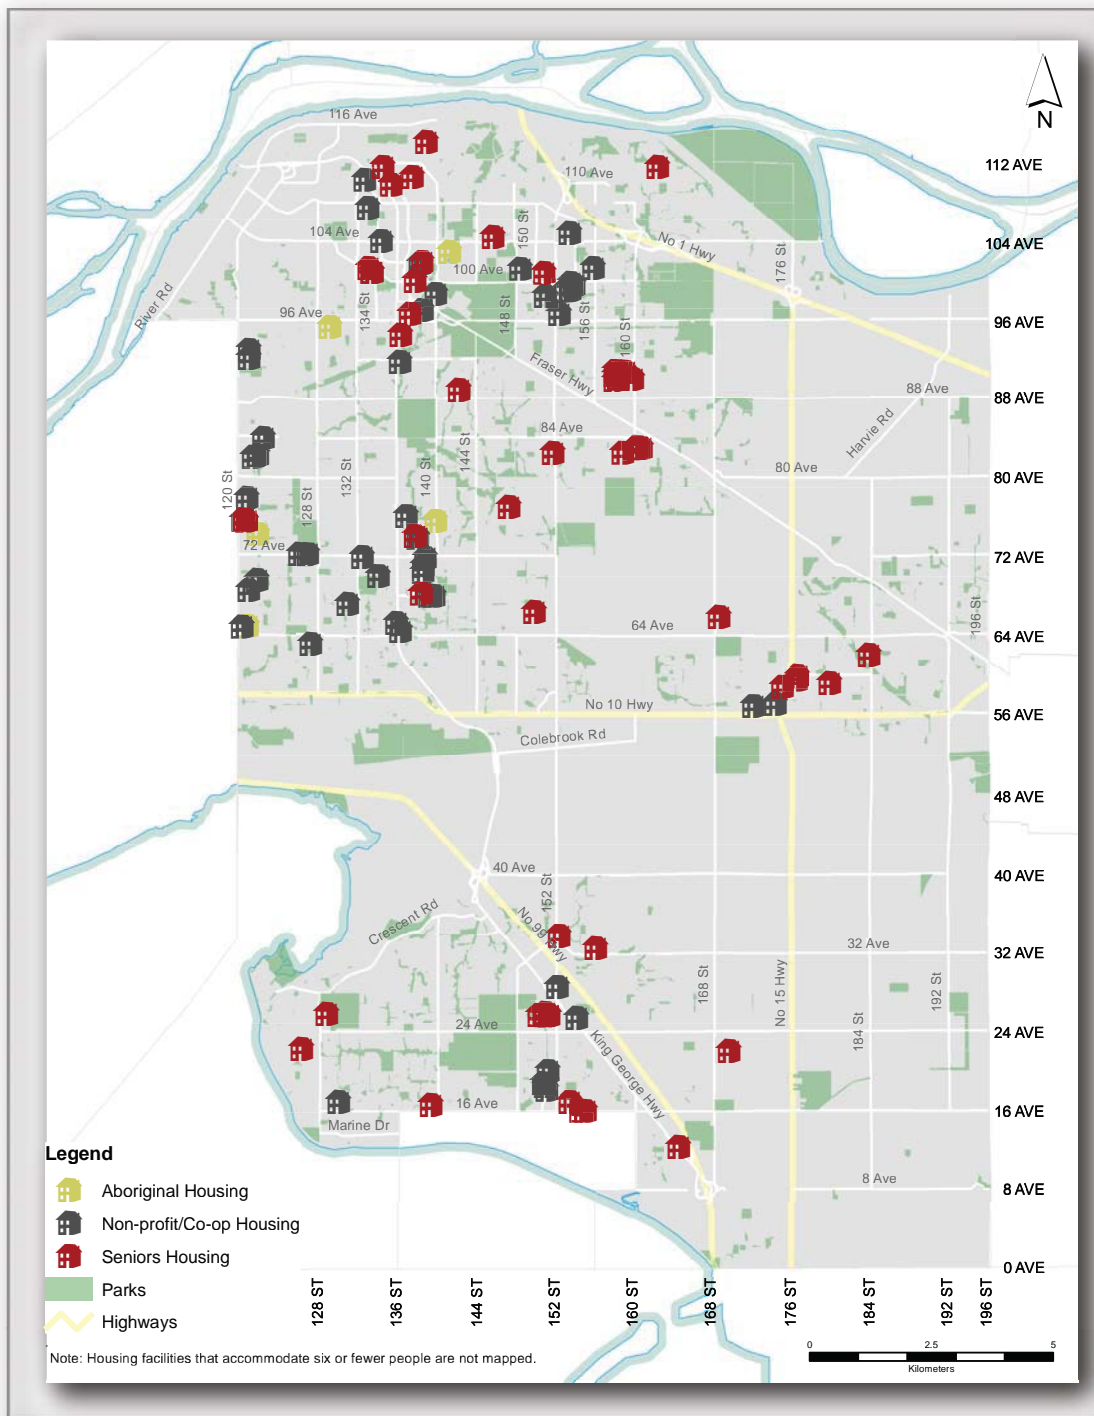 N
116 Ave
112 AVE
110 Ave
150 St
104 Ave
No 1 Hwy
104 AVE
176 St
100 Ave
River Rd
134 St
96 Ave
148 St
156 St
160 St
96 AVE
Fraser Hwy
88 Ave
88 AVE
84 Ave
Harvie Rd
144 St
140 St
132 St
120 St
128 St
80 Ave
80 AVE
72 Ave
72 AVE
196 St
64 Ave
64 AVE
No 10 Hwy
56 AVE
Colebrook Rd
48 AVE
40 Ave
40 AVE
152 St
Crescent Rd
No 99 Hwy
32 Ave
32 AVE
168 St
No 15 Hwy
192 St
184 St
24 Ave
24 AVE
King George Hwy
16 Ave
16 AVE
Marine Dr
8 Ave
8 AVE
0 AVE
Legend
Aboriginal Housing
Non-profit/Co-op Housing
Seniors Housing
Parks
Highways
128 ST
136 ST
144 ST
152 ST
160 ST
168 ST
176 ST
184 ST
192 ST
196 ST
Note: Housing facilities that accommodate six or fewer people are not mapped.
0 2.5 5
Kilometers